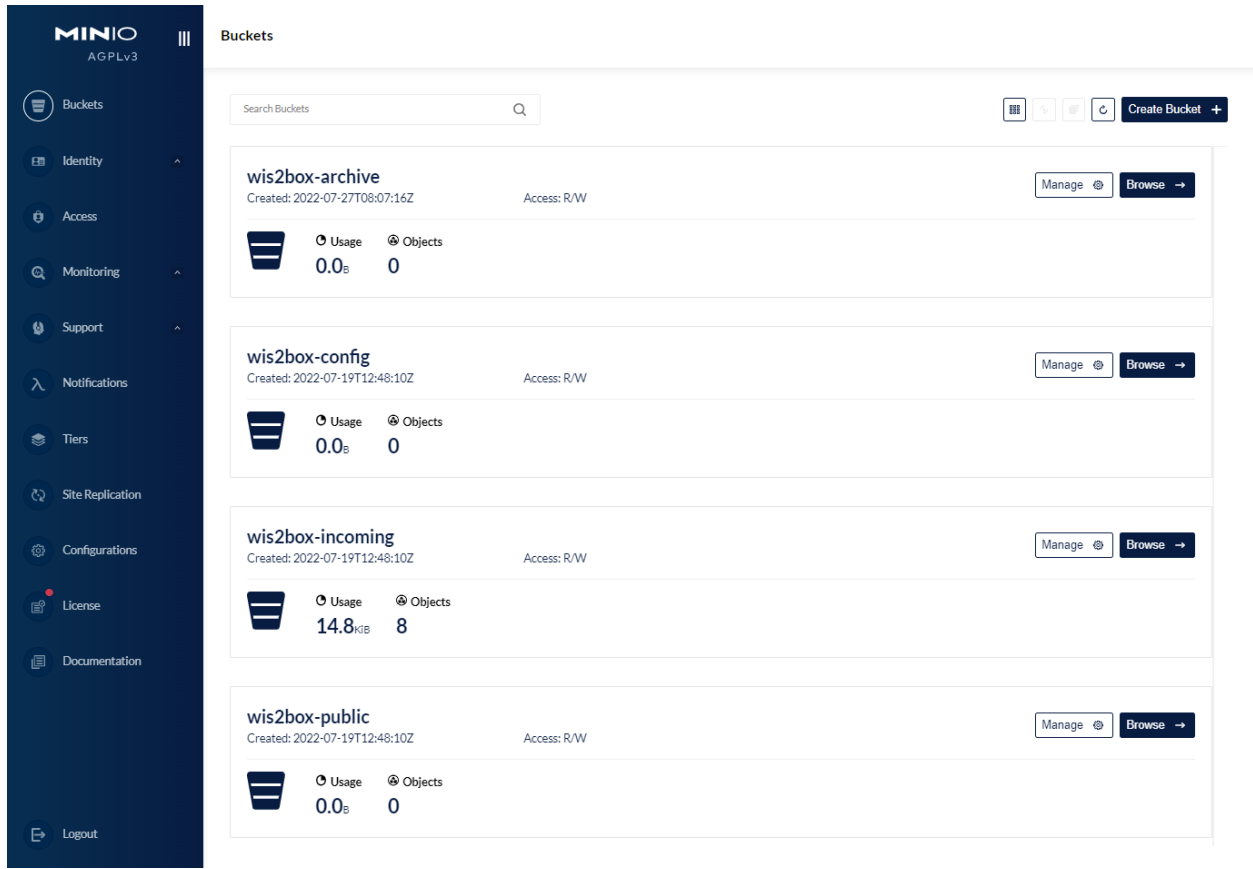 MINIO
AGPLv3
Buckets
Identity
Access
Monitoring
Support
Notifications
Tiers
Site Replication
Configurations
License
Documentation
Logout
Buckets
Search Buckets
Create Bucket +
wis2box-archive
Created: 2022-07-27T08:07:16Z Access: R/W
Manage Browse →
Usage Objects
0.0B 0
wis2box-config
Created: 2022-07-19T12:48:10Z Access: R/W
Manage Browse →
Usage Objects
0.0B 0
wis2box-incoming
Created: 2022-07-19T12:48:10Z Access: R/W
Manage Browse →
Usage Objects
14.8KiB 8
wis2box-public
Created: 2022-07-19T12:48:10Z Access: R/W
Manage Browse →
Usage Objects
0.0B 0